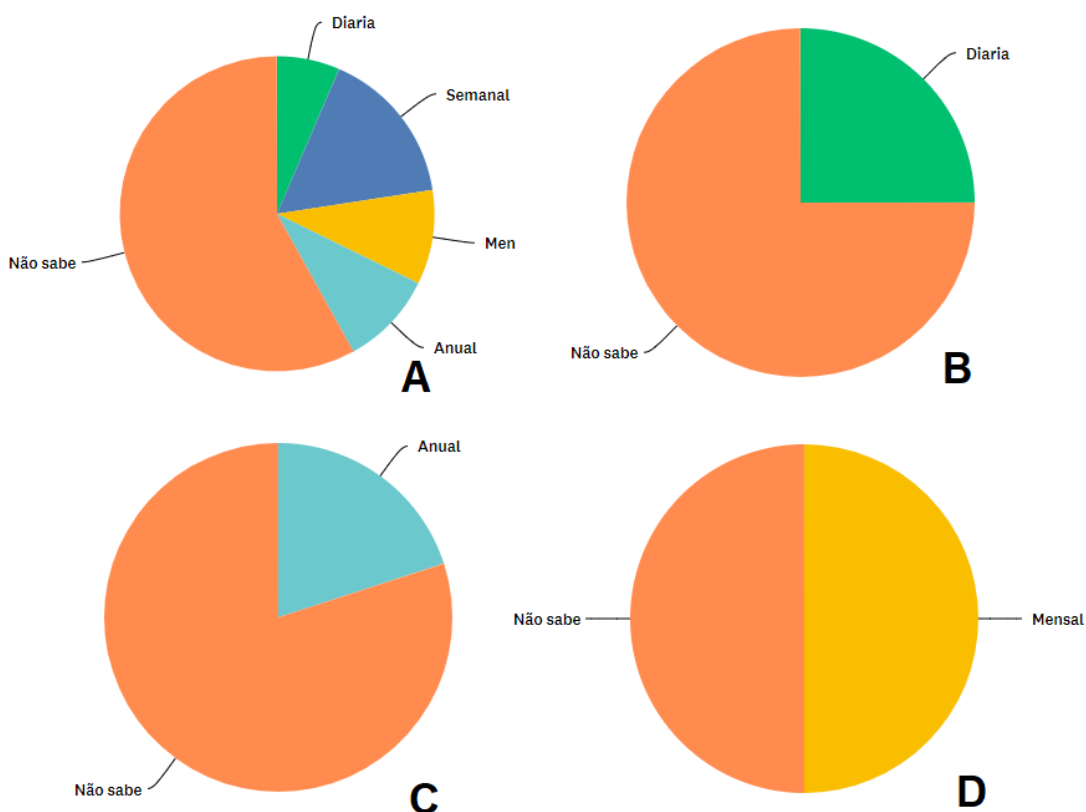 Diaria
Semanal
Men
Anual
Não sabe
A
Diaria
Não sabe
B
Anual
Não sabe
C
Não sabe
Mensal
D